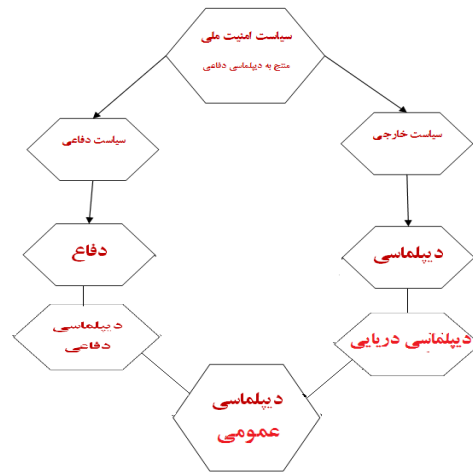 سیاست امنیت ملی
منتج به دیپلماسی دفاعی
سیاست خارجی
سیاست دفاعی
دیپلماسی
دفاع
دیپلماسی دریایی
دیپلماسی
دفاعی
دیپلماسی
عمومی